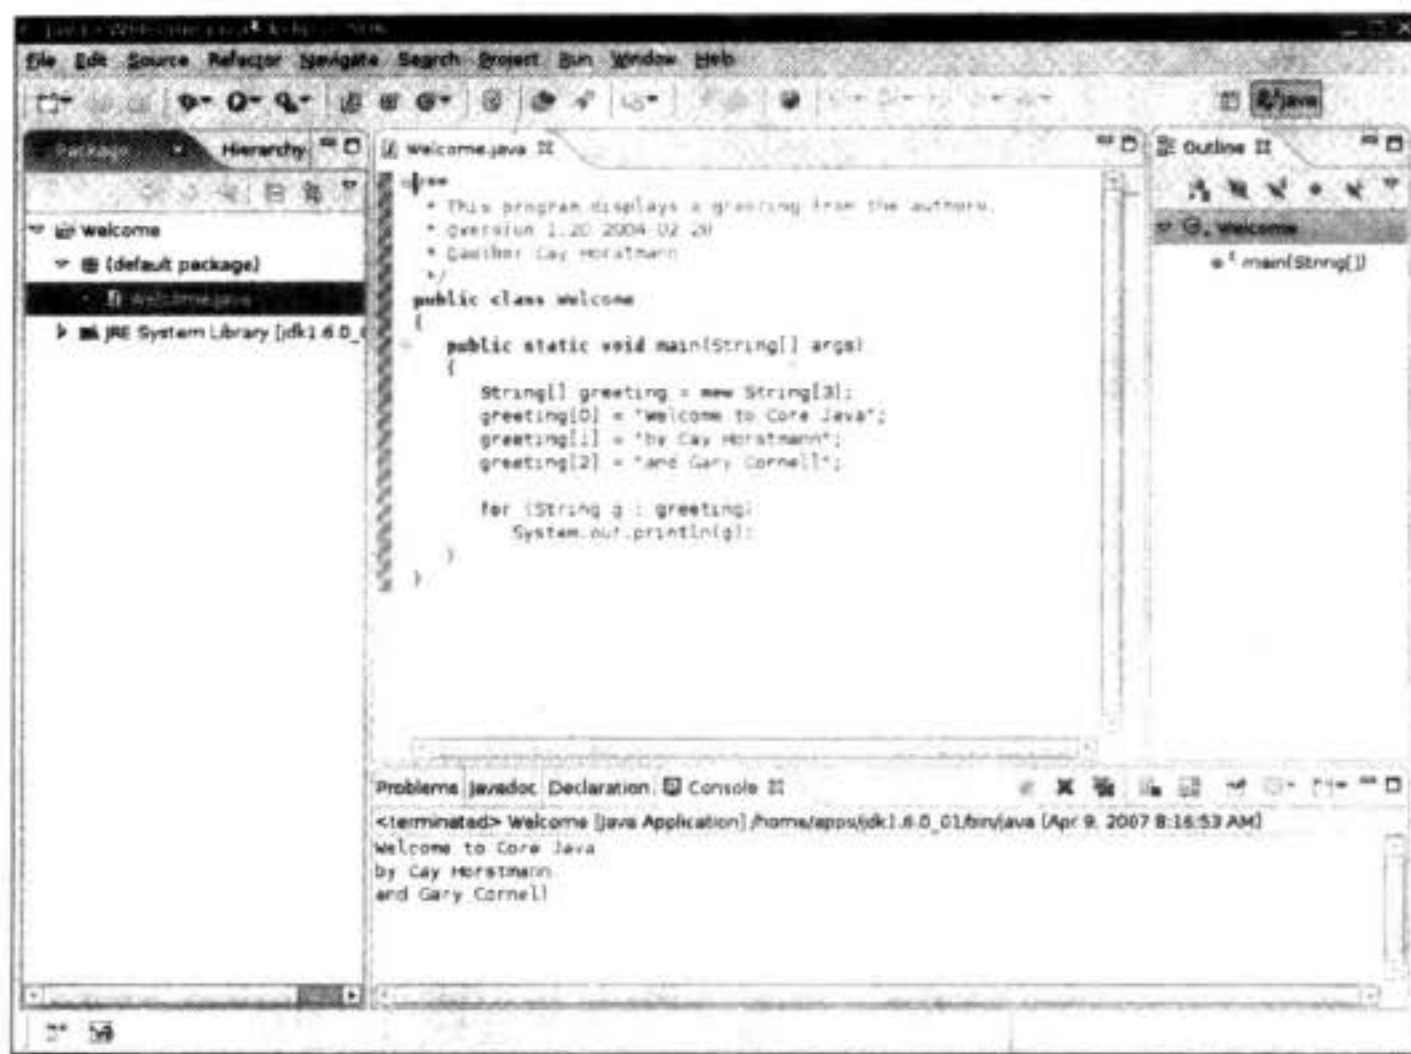 File Edit Source Refactor Navigate Search Project Run Window Help
Java
Package
Hierarchy
Welcome.java
Outline
Welcome
(default package)
Welcome.java
JRE System Library [jdk1.6.0_0
/**
* This program displays a greeting from the authors.
* @version 1.20 2004-02-28
* @author Cay Horstmann
*/
public class Welcome
{
public static void main(String[] args)
{
String[] greeting = new String[3];
greeting[0] = "Welcome to Core Java";
greeting[1] = "by Cay Horstmann";
greeting[2] = "and Gary Cornell";
for (String g : greeting)
System.out.println(g);
}
}
Welcome
main(String[])
Problems Javadoc Declaration Console
<terminated> Welcome [Java Application] /home/apps/jdk1.6.0_01/bin/java (Apr 9, 2007 8:16:53 AM)
Welcome to Core Java
by Cay Horstmann
and Gary Cornell